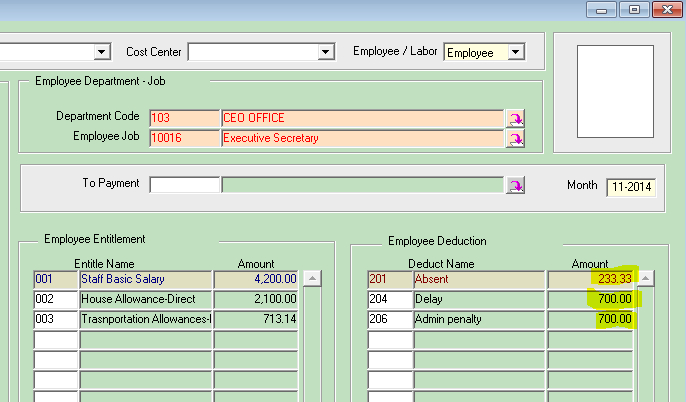 Cost Center Employee / Labor Employee
Employee Department - Job
Department Code 103 CEO OFFICE
Employee Job 10016 Executive Secretary
To Payment Month 11-2014
Employee Entitlement
Entitle Name Amount
001 Staff Basic Salary 4,200.00
002 House Allowance-Direct 2,100.00
003 Trasnportation Allowances-I 713.14
Employee Deduction
Deduct Name Amount
201 Absent 233.33
204 Delay 700.00
206 Admin penalty 700.00